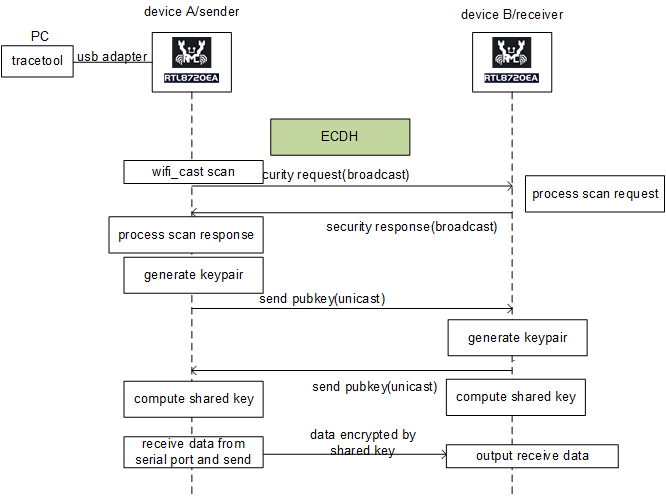 device A/sender
device B/receiver
PC
tracetool
usb adapter
RMC
RTL8720EA
RMC
RTL8720EA
ECDH
wifi_cast scan
curity request(broadcast)
process scan request
security response(broadcast)
process scan response
generate keypair
send pubkey(unicast)
generate keypair
send pubkey(unicast)
compute shared key
compute shared key
receive data from
serial port and send
data encrypted by
shared key
output receive data